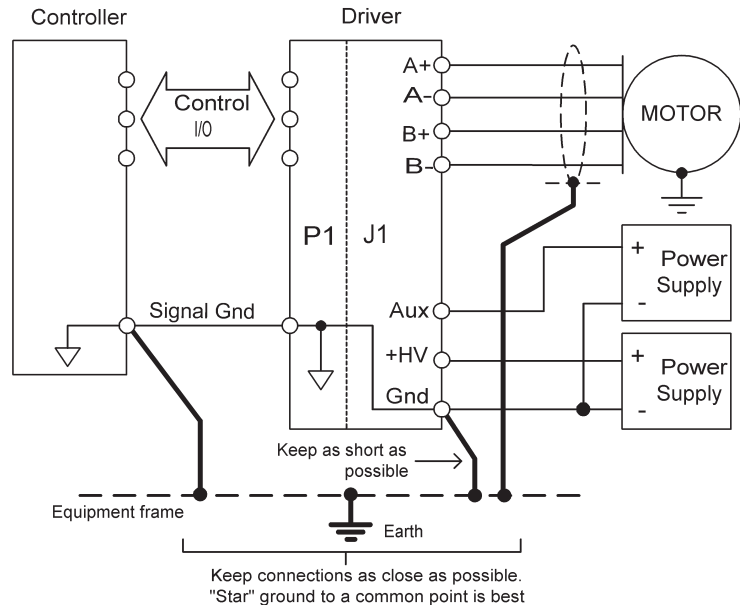 Controller
Driver
Control
I/O
A+
A-
B+
B-
MOTOR
P1
J1
+
Power
Supply
-
Signal Gnd
Aux
+HV
+
Power
Supply
-
Gnd
Keep as short as
possible
Equipment frame
Earth
Keep connections as close as possible.
"Star" ground to a common point is best